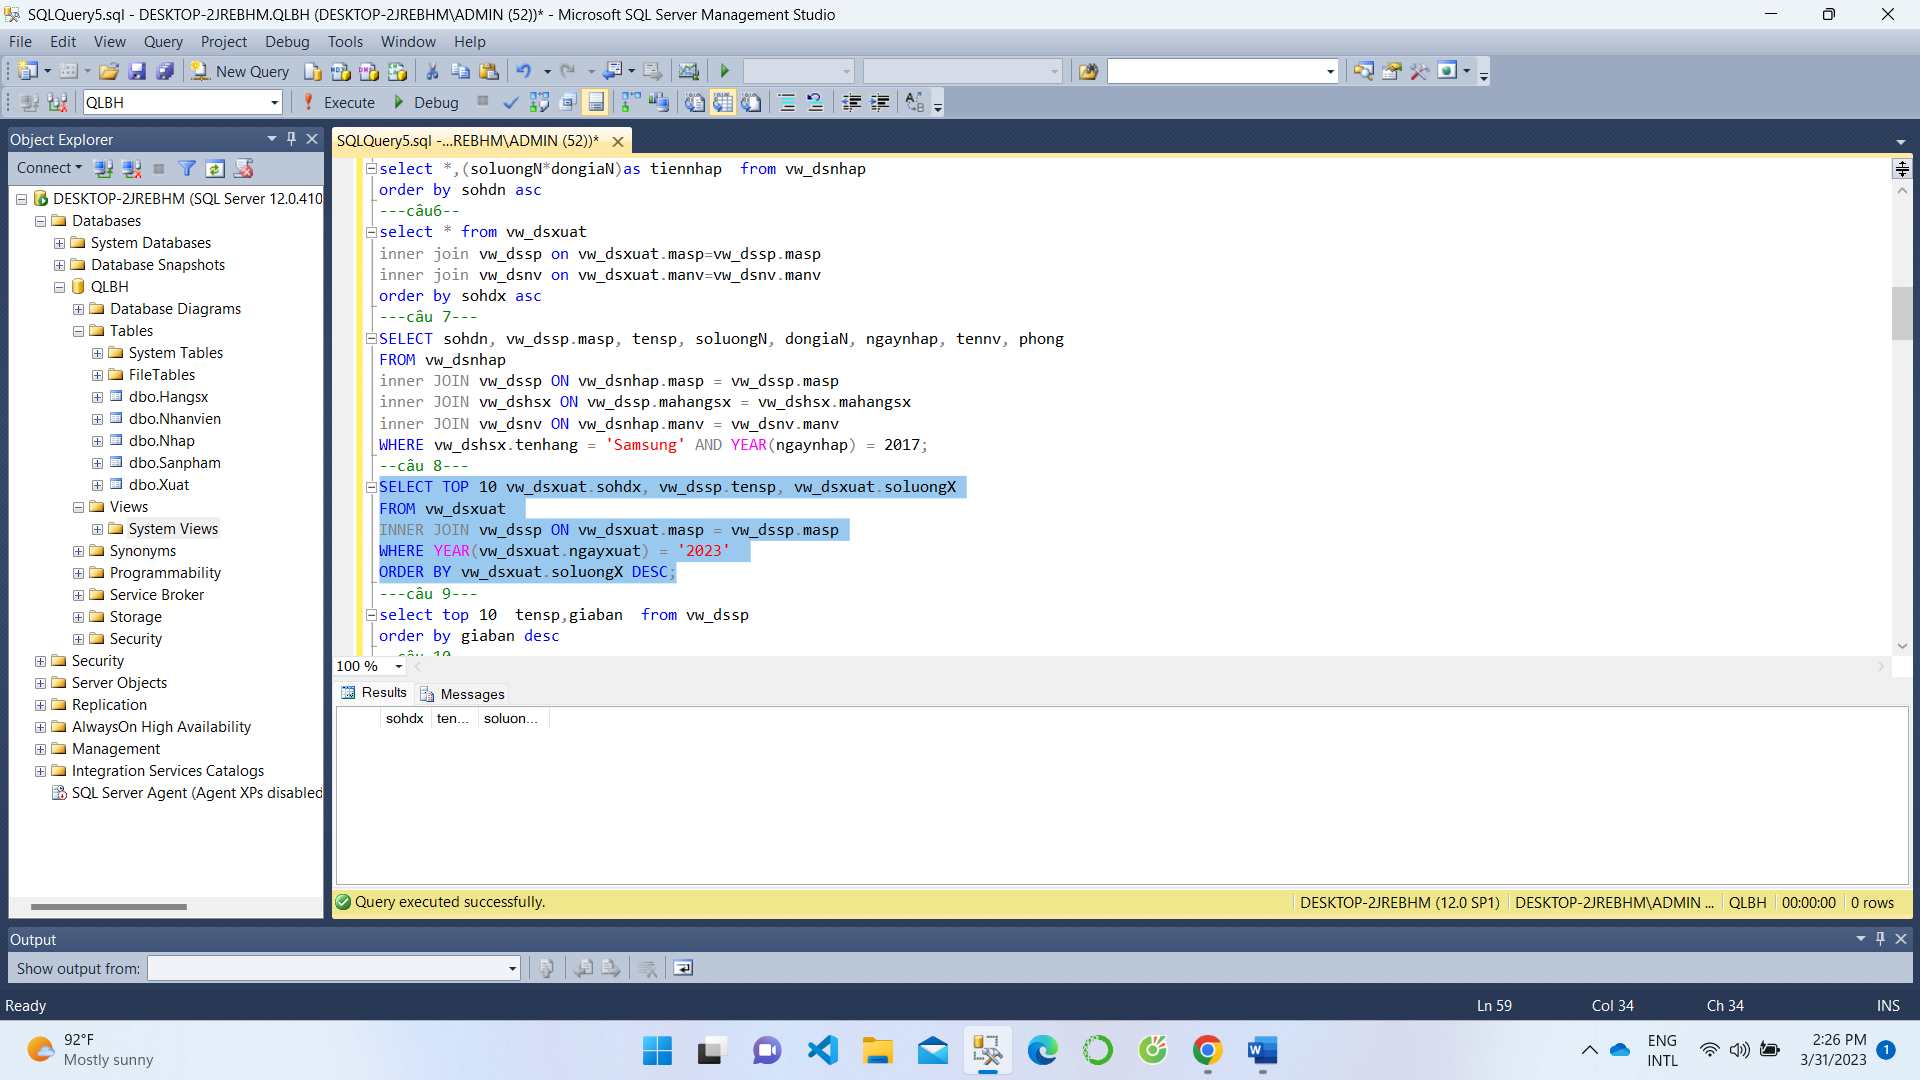 SQLQuery5.sql - DESKTOP-2JREBHM.QLBH (DESKTOP-2JREBHM\ADMIN (52))* - Microsoft SQL Server Management Studio
File Edit View Query Project Debug Tools Window Help
New Query
QLBH Execute Debug
Object Explorer
Connect
DESKTOP-2JREBHM (SQL Server 12.0.410
Databases
System Databases
Database Snapshots
QLBH
Database Diagrams
Tables
System Tables
FileTables
dbo.Hangsx
dbo.Nhanvien
dbo.Nhap
dbo.Sanpham
dbo.Xuat
Views
System Views
Synonyms
Programmability
Service Broker
Storage
Security
Security
Server Objects
Replication
AlwaysOn High Availability
Management
Integration Services Catalogs
SQL Server Agent (Agent XPs disabled
SQLQuery5.sql -...REBHM\ADMIN (52))*
select *,(soluongN*dongiaN)as tiennhap  from vw_dsnhap
order by sohdn asc
---câu6--
select * from vw_dsxuat
inner join vw_dssp on vw_dsxuat.masp=vw_dssp.masp
inner join vw_dsnv on vw_dsxuat.manv=vw_dsnv.manv
order by sohdx asc
---câu 7---
SELECT sohdn, vw_dssp.masp, tensp, soluongN, dongiaN, ngaynhap, tennv, phong
FROM vw_dsnhap
inner JOIN vw_dssp ON vw_dsnhap.masp = vw_dssp.masp
inner JOIN vw_dshsx ON vw_dssp.mahangsx = vw_dshsx.mahangsx
inner JOIN vw_dsnv ON vw_dsnhap.manv = vw_dsnv.manv
WHERE vw_dshsx.tenhang = 'Samsung' AND YEAR(ngaynhap) = 2017;
--câu 8---
SELECT TOP 10 vw_dsxuat.sohdx, vw_dssp.tensp, vw_dsxuat.soluongX
FROM vw_dsxuat
INNER JOIN vw_dssp ON vw_dsxuat.masp = vw_dssp.masp
WHERE YEAR(vw_dsxuat.ngayxuat) = '2023'
ORDER BY vw_dsxuat.soluongX DESC;
---câu 9---
select top 10  tensp,giaban  from vw_dssp
order by giaban desc
câu 10
100 %
Results Messages
sohdx ten... soluon...
Query executed successfully. DESKTOP-2JREBHM (12.0 SP1) DESKTOP-2JREBHM\ADMIN ... QLBH 00:00:00 0 rows
Output
Show output from:
Ready Ln 59 Col 34 Ch 34 INS
92°F
Mostly sunny
ENG
INTL
2:26 PM
3/31/2023
1